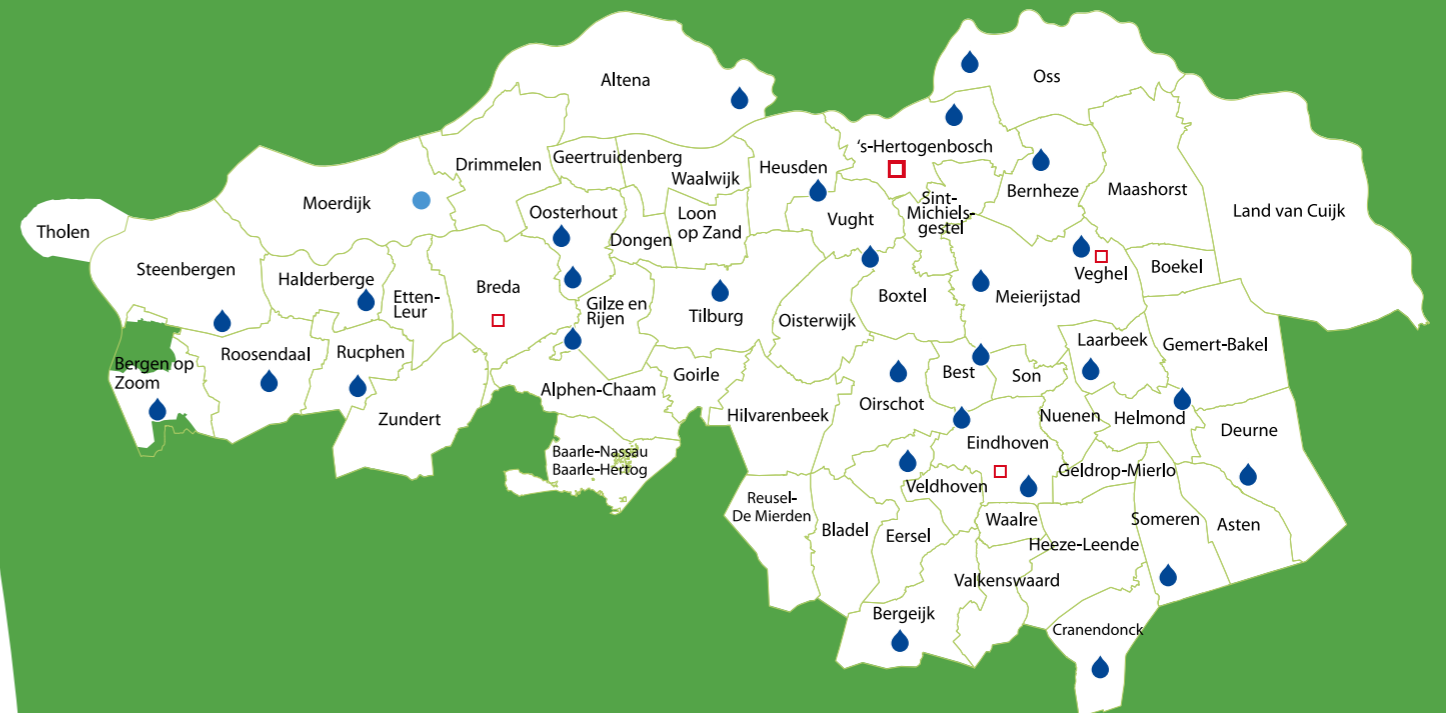 Altena
Oss
Drimmelen
Geertruidenberg
Waalwijk
Heusden
's-Hertogenbosch
Bernheze
Maashorst
Land van Cuijk
Moerdijk
Tholen
Oosterhout
Dongen
Loon
op Zand
Vught
Sint-
Michiels-
gestel
Steenbergen
Halderberge
Etten-
Leur
Breda
Gilze en
Rijen
Tilburg
Oisterwijk
Boxtel
Meierijstad
Veghel
Boekel
Bergen op
Zoom
Roosendaal
Rucphen
Zundert
Alphen-Chaam
Goirle
Hilvarenbeek
Oirschot
Best
Son
Laarbeek
Gemert-Bakel
Nuenen
Helmond
Deurne
Eindhoven
Baarle-Nassau
Baarle-Hertog
Geldrop-Mierlo
Veldhoven
Reusel-
De Mierden
Bladel
Eersel
Waalre
Heeze-Leende
Someren
Asten
Valkenswaard
Bergeijk
Cranendonck